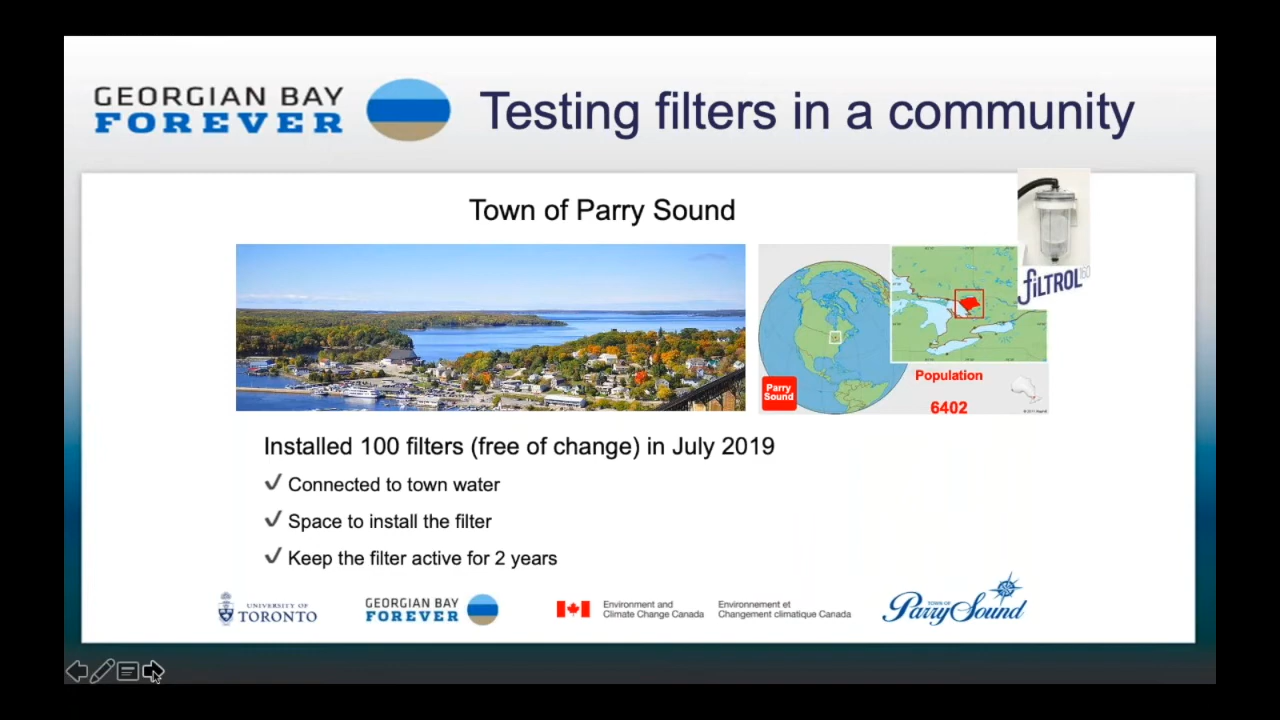 GEORGIAN BAY
FOREVER
Testing filters in a community
Town of Parry Sound
FiLTROL160
Parry
Sound
Population
6402
Installed 100 filters (free of change) in July 2019
✓ Connected to town water
✓ Space to install the filter
✓ Keep the filter active for 2 years
UNIVERSITY OF
TORONTO
GEORGIAN BAY
FOREVER
Environment and
Climate Change Canada
Environnement et
Changement climatique Canada
TOWN OF
Parry Sound